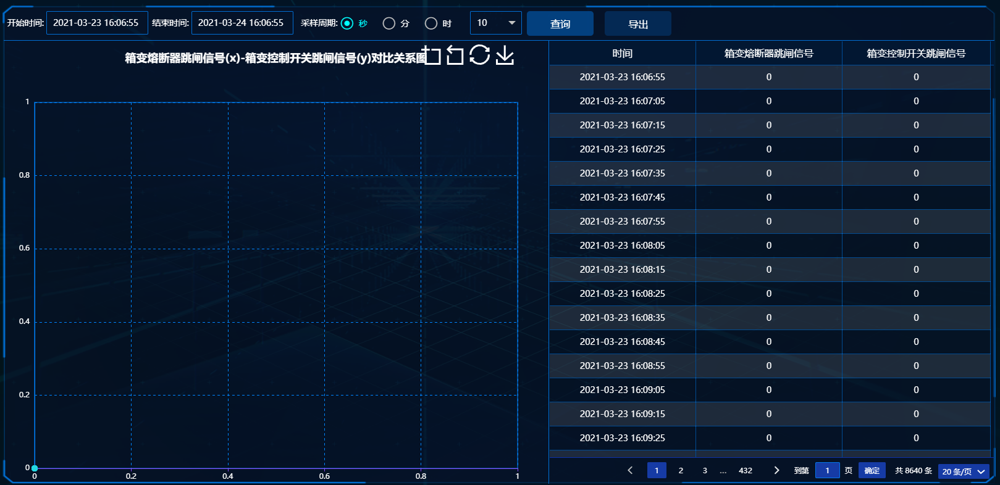 开始时间: 2021-03-23 16:06:55 结束时间: 2021-03-24 16:06:55 采样周期: 秒 分 时 10 查询 导出
箱变熔断器跳闸信号(x)-箱变控制开关跳闸信号(y)对比关系图
1
0.8
0.6
0.4
0.2
0
0 0.2 0.4 0.6 0.8 1
时间 箱变熔断器跳闸信号 箱变控制开关跳闸信号
2021-03-23 16:06:55 0 0
2021-03-23 16:07:05 0 0
2021-03-23 16:07:15 0 0
2021-03-23 16:07:25 0 0
2021-03-23 16:07:35 0 0
2021-03-23 16:07:45 0 0
2021-03-23 16:07:55 0 0
2021-03-23 16:08:05 0 0
2021-03-23 16:08:15 0 0
2021-03-23 16:08:25 0 0
2021-03-23 16:08:35 0 0
2021-03-23 16:08:45 0 0
2021-03-23 16:08:55 0 0
2021-03-23 16:09:05 0 0
2021-03-23 16:09:15 0 0
2021-03-23 16:09:25 0 0
1 2 3 ... 432 到第 1 页 确定 共 8640 条 20 条/页